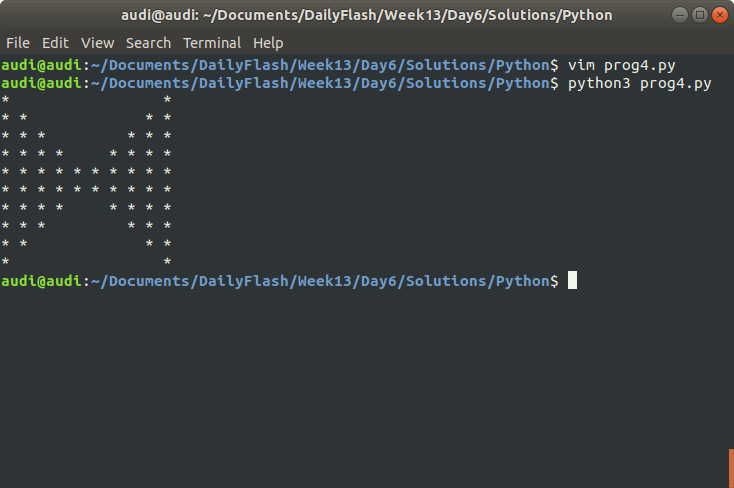 audi@audi: ~/Documents/DailyFlash/Week13/Day6/Solutions/Python
File Edit View Search Terminal Help
audi@audi:~/Documents/DailyFlash/Week13/Day6/Solutions/Python$ vim prog4.py
audi@audi:~/Documents/DailyFlash/Week13/Day6/Solutions/Python$ python3 prog4.py
*                 *
* *             * *
* * *         * * *
* * * *     * * * *
* * * * * * * * * *
* * * * * * * * * *
* * * *     * * * *
* * *         * * *
* *             * *
*                 *
audi@audi:~/Documents/DailyFlash/Week13/Day6/Solutions/Python$